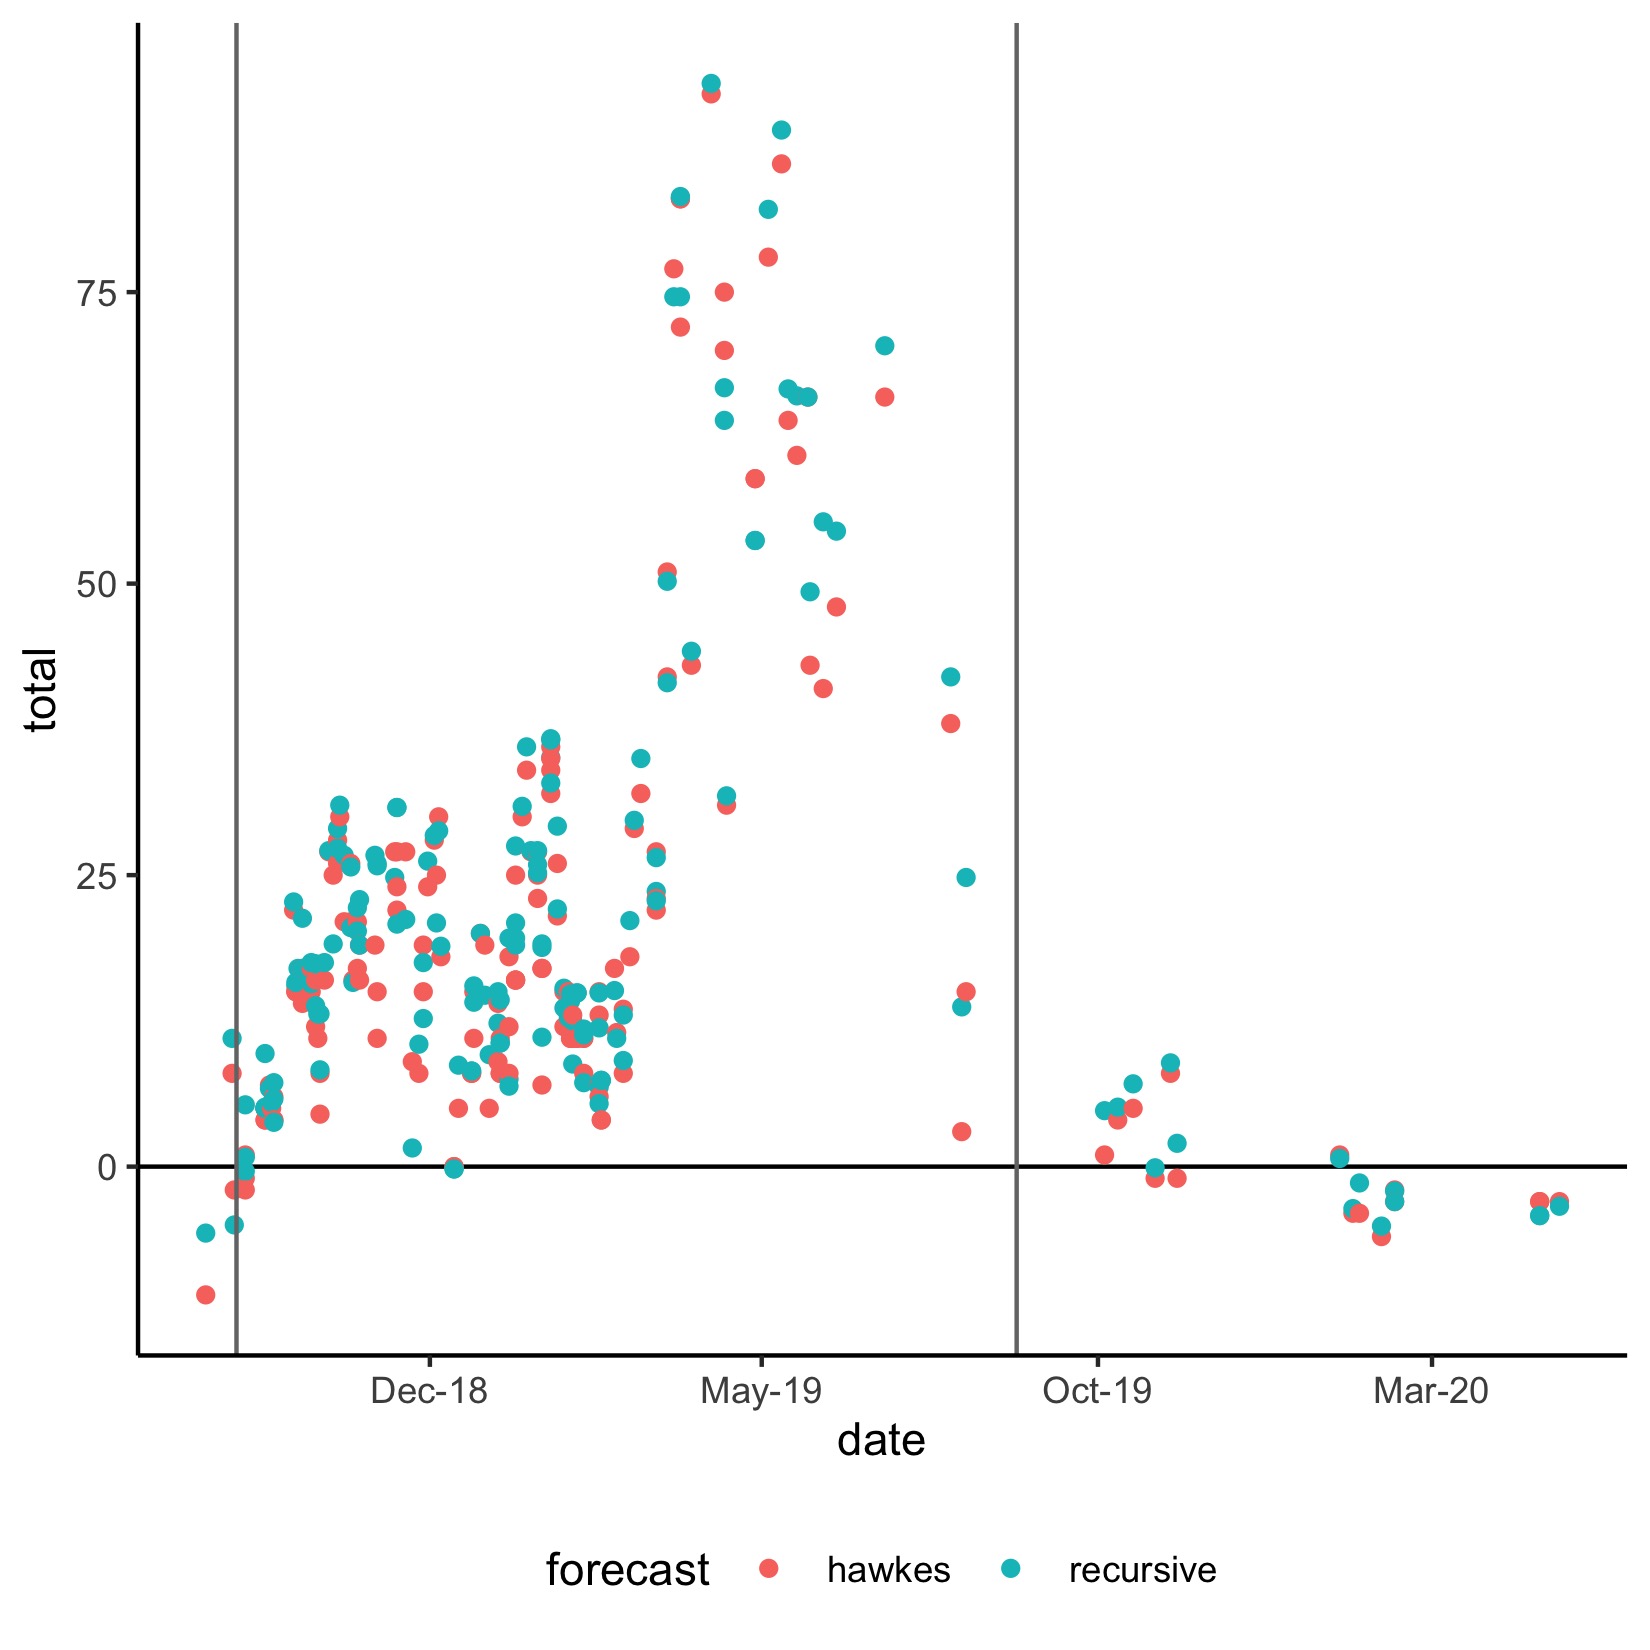 75
50
25
0
total
Dec-18 May-19 Oct-19 Mar-20
date
forecast hawkes recursive